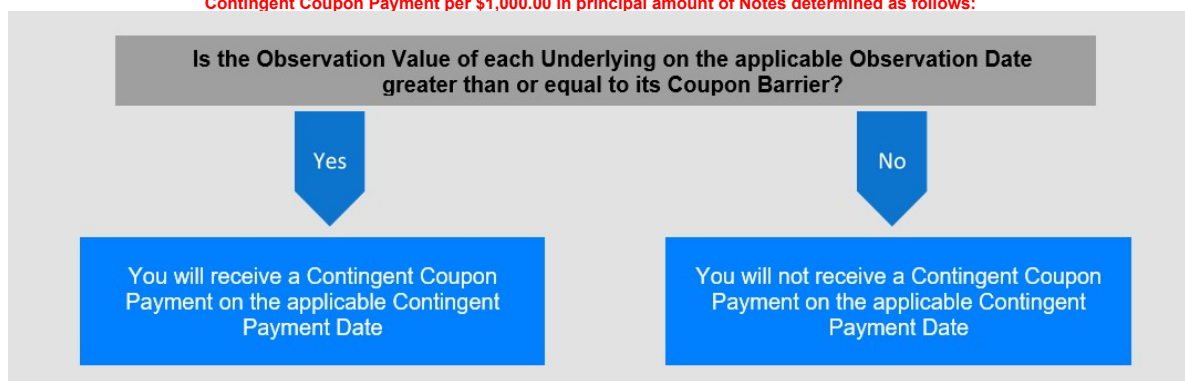 Contingent Coupon Payment per $1,000.00 in principal amount of Notes determined as follows:
Is the Observation Value of each Underlying on the applicable Observation Date
greater than or equal to its Coupon Barrier?
Yes
No
You will receive a Contingent Coupon
Payment on the applicable Contingent
Payment Date
You will not receive a Contingent Coupon
Payment on the applicable Contingent
Payment Date